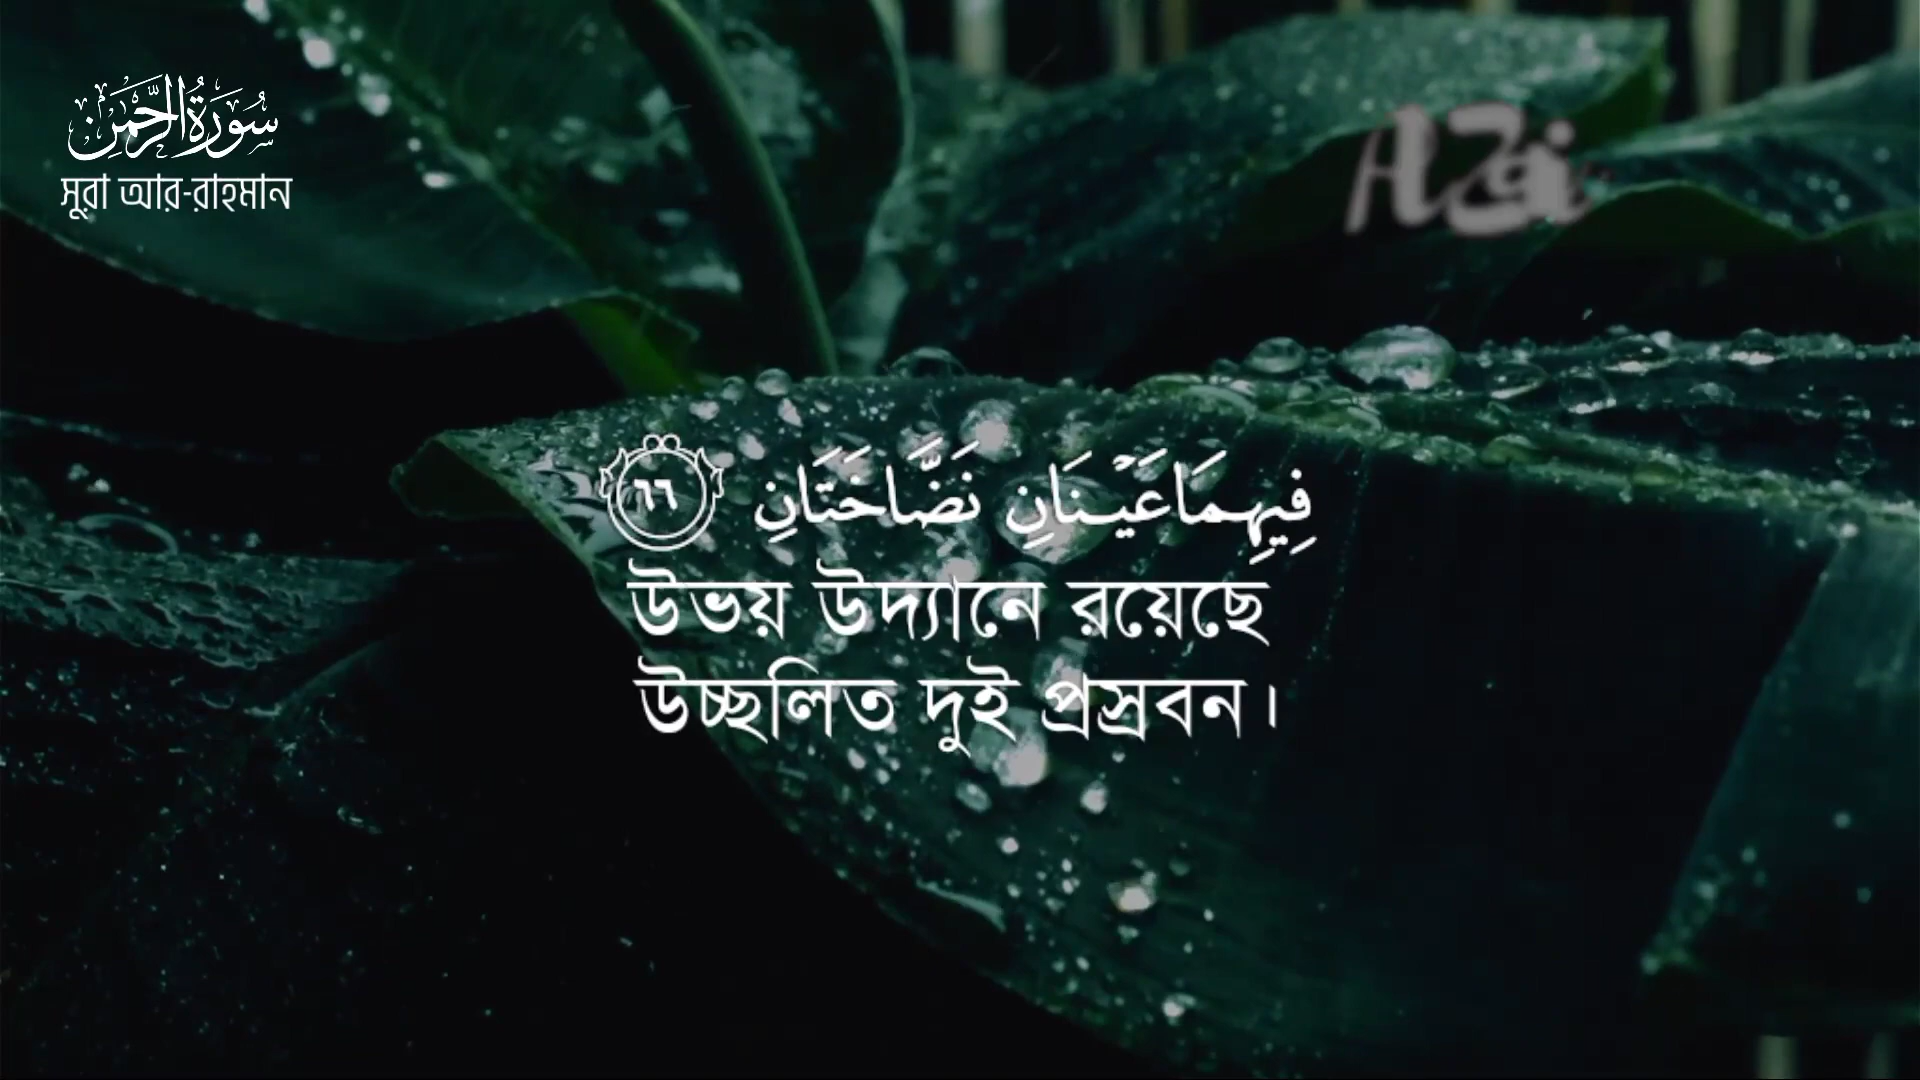 سُورَةُ الرَّحْمَٰن
সূরা আর-রাহমান
فِيهِمَا عَيْنَانِ نَضَّاخَتَانِ ٦٦
উভয় উদ্যানে রয়েছে
উচ্ছলিত দুই প্রস্রবন।